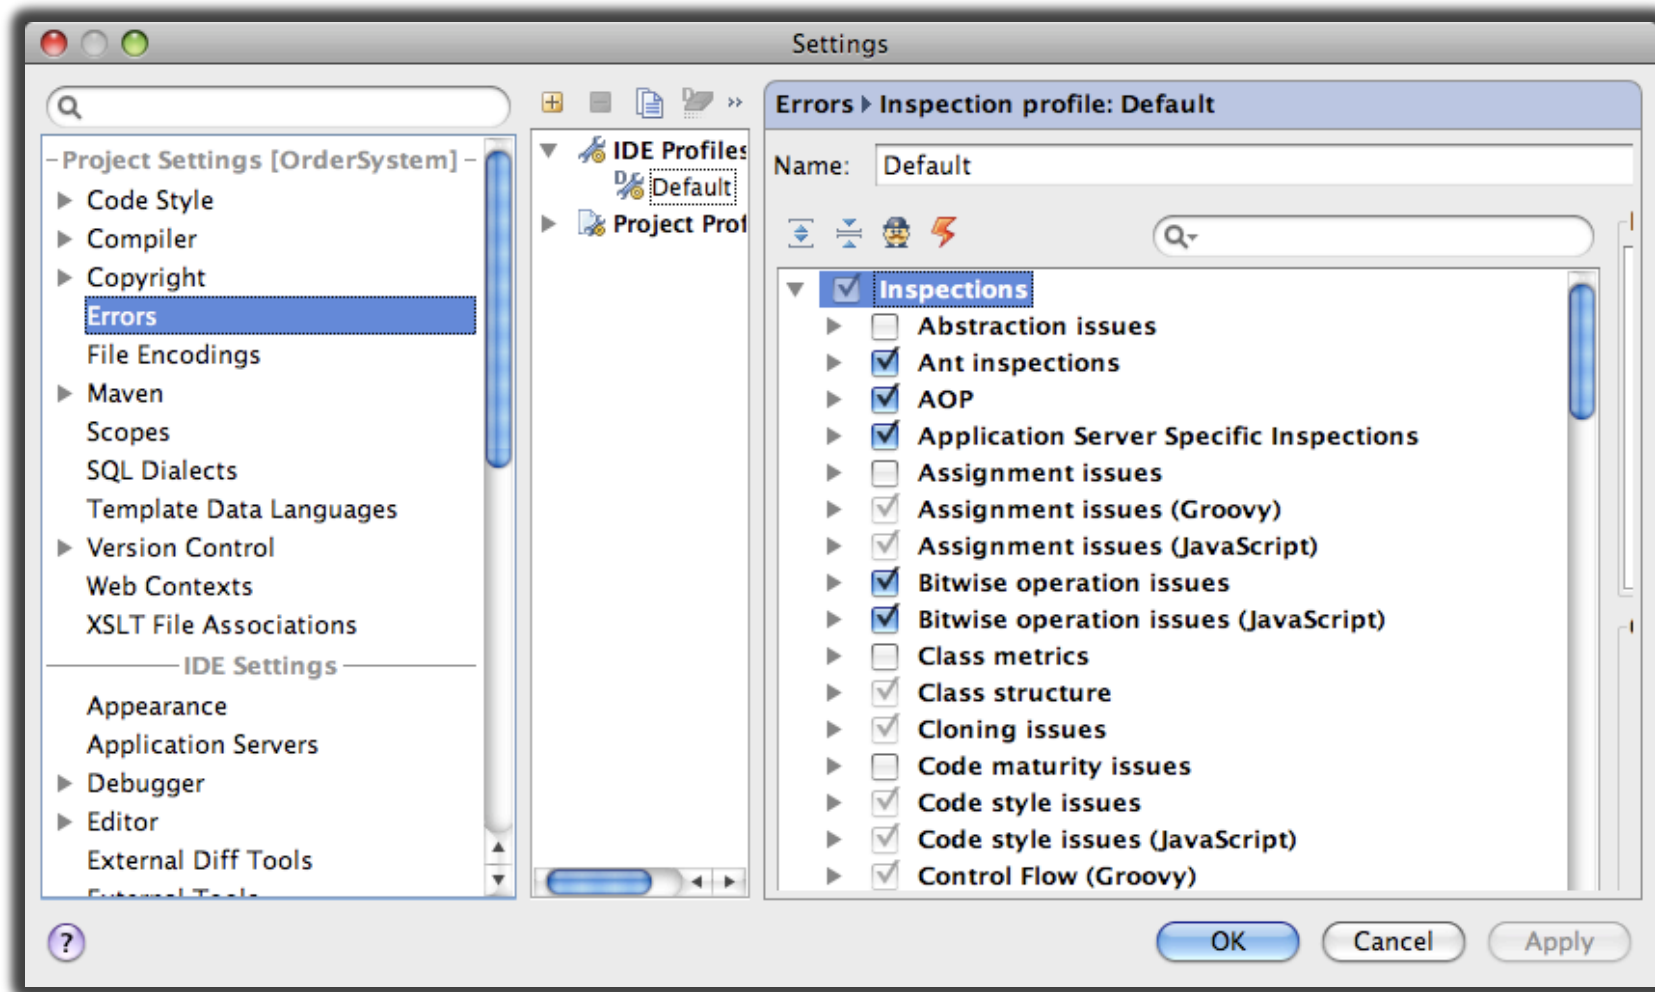 Settings
Project Settings [OrderSystem]
Code Style
Compiler
Copyright
Errors
File Encodings
Maven
Scopes
SQL Dialects
Template Data Languages
Version Control
Web Contexts
XSLT File Associations
IDE Settings
Appearance
Application Servers
Debugger
Editor
External Diff Tools
External Tools
IDE Profiles
Default
Project Prof
Errors Inspection profile: Default
Name: Default
Inspections
Abstraction issues
Ant inspections
AOP
Application Server Specific Inspections
Assignment issues
Assignment issues (Groovy)
Assignment issues (JavaScript)
Bitwise operation issues
Bitwise operation issues (JavaScript)
Class metrics
Class structure
Cloning issues
Code maturity issues
Code style issues
Code style issues (JavaScript)
Control Flow (Groovy)
?
OK Cancel Apply